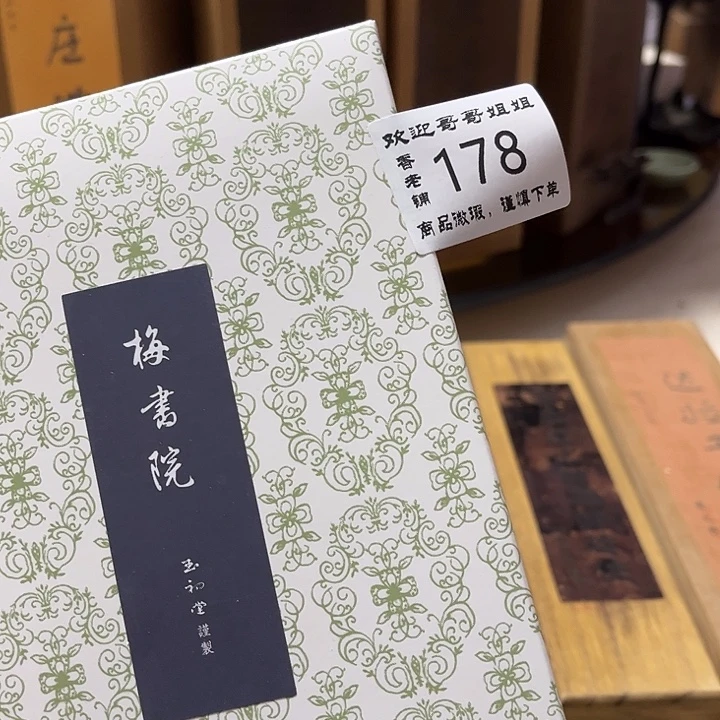 欢迎哥哥姐姐
香老铺
178
商品微瑕，谨慎下单
梅書院
玉初堂謹製